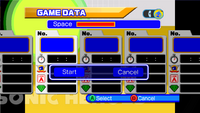 GAME DATA
Space
No.
No.
No.
No.
Start
Cancel
SONIC HE
A Select
B Cancel